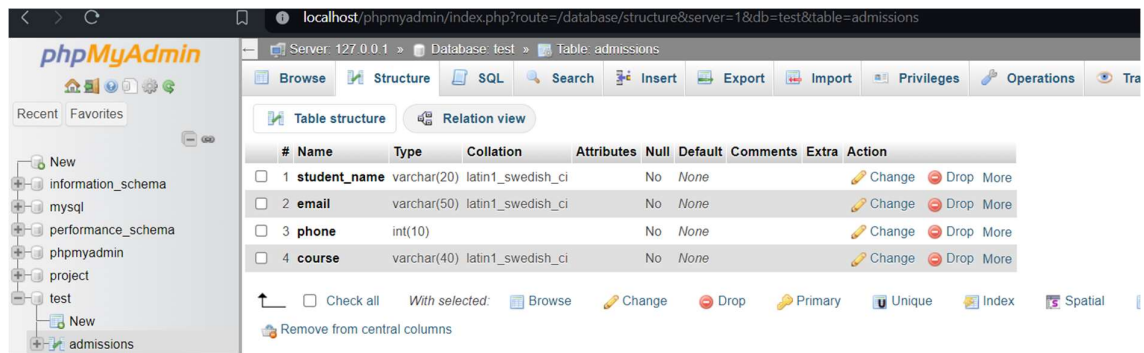 localhost/phpmyadmin/index.php?route=/database/structure&server=1&db=test&table=admissions
phpMyAdmin
Server: 127.0.0.1 » Database: test » Table: admissions
Browse Structure SQL Search Insert Export Import Privileges Operations Tra
Recent Favorites
Table structure Relation view
New
information_schema
mysql
performance_schema
phpmyadmin
project
test
New
admissions
# Name Type Collation Attributes Null Default Comments Extra Action
1 student_name varchar(20) latin1_swedish_ci No None Change Drop More
2 email varchar(50) latin1_swedish_ci No None Change Drop More
3 phone int(10) No None Change Drop More
4 course varchar(40) latin1_swedish_ci No None Change Drop More
Check all With selected: Browse Change Drop Primary Unique Index Spatial
Remove from central columns